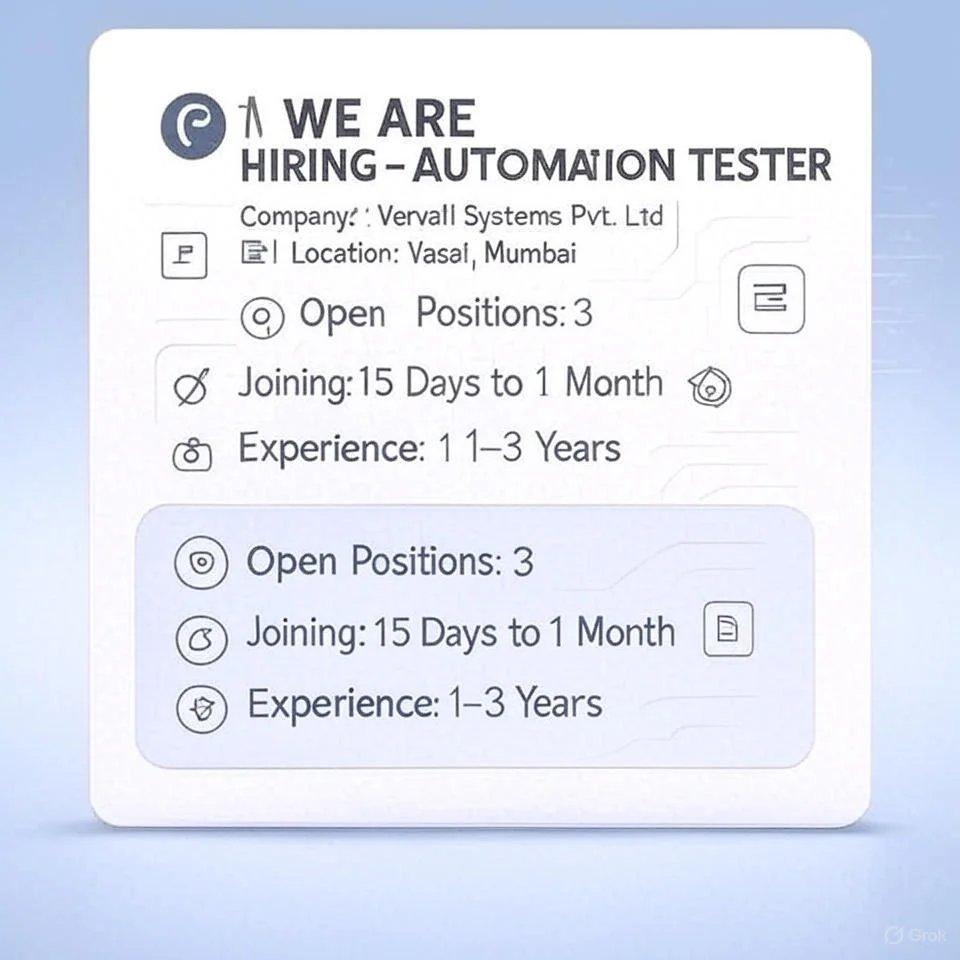 WE ARE
HIRING – AUTOMATION TESTER
Company: : Vervall Systems Pvt. Ltd
Location: Vasai, Mumbai
Open Positions: 3
Joining: 15 Days to 1 Month
Experience: 1 1–3 Years
Open Positions: 3
Joining: 15 Days to 1 Month
Experience: 1–3 Years
Grok